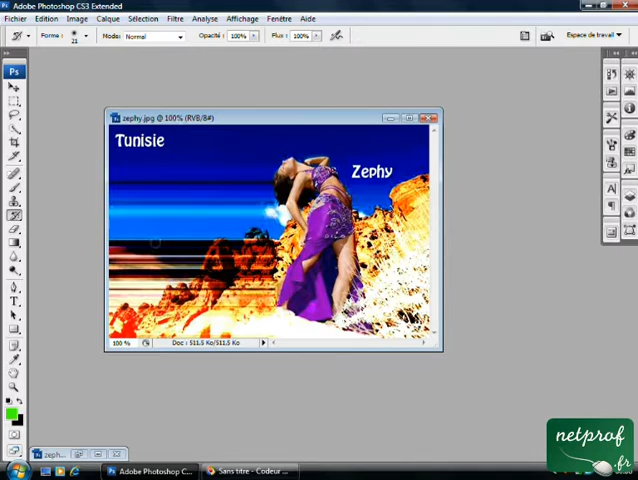 Adobe Photoshop CS3 Extended
Fichier Edition Image Calque Sélection Filtre Analyse Affichage Fenêtre Aide
Forme : 21 Mode : Normal Opacité : 100% Flux : 100% Espace de travail
Ps
zephy.jpg @ 100% (RVB/8#)
Tunisie
Zephy
100 % Doc : 511,5 Ko/511,5 Ko
netprof
.fr
zeph...
Adobe Photoshop CS... Sans titre - Codeur ...